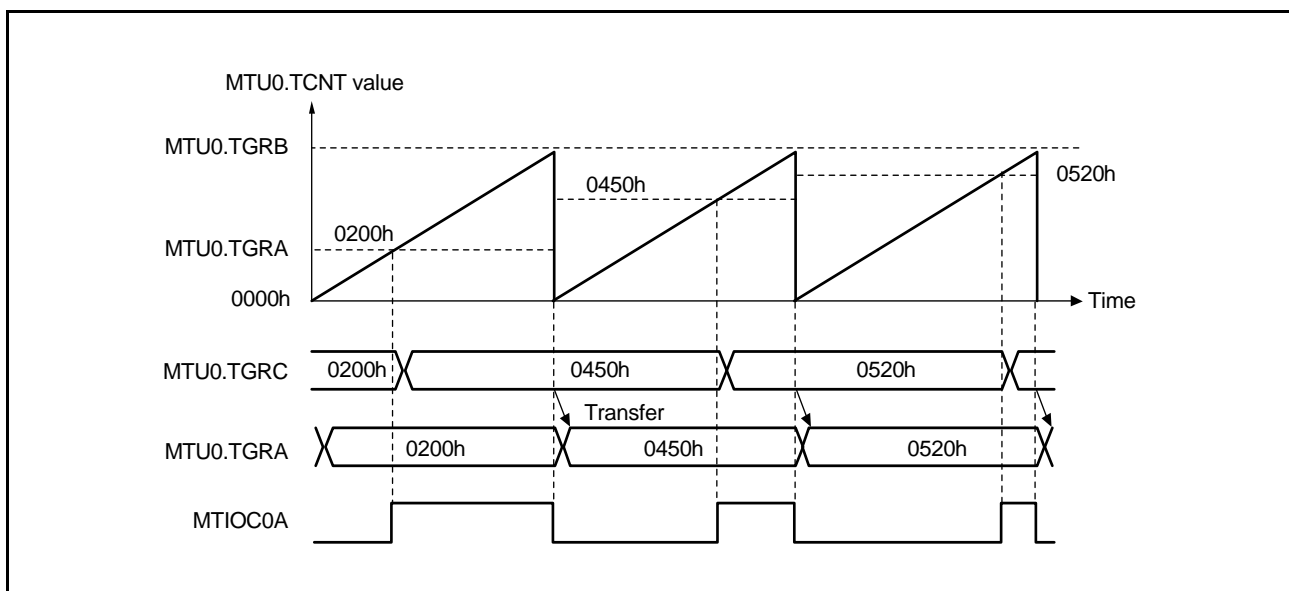 MTU0.TCNT value
MTU0.TGRB
0520h
0450h
0200h
MTU0.TGRA
0000h
Time
MTU0.TGRC 0200h 0450h 0520h
Transfer
MTU0.TGRA 0200h 0450h 0520h
MTIOC0A